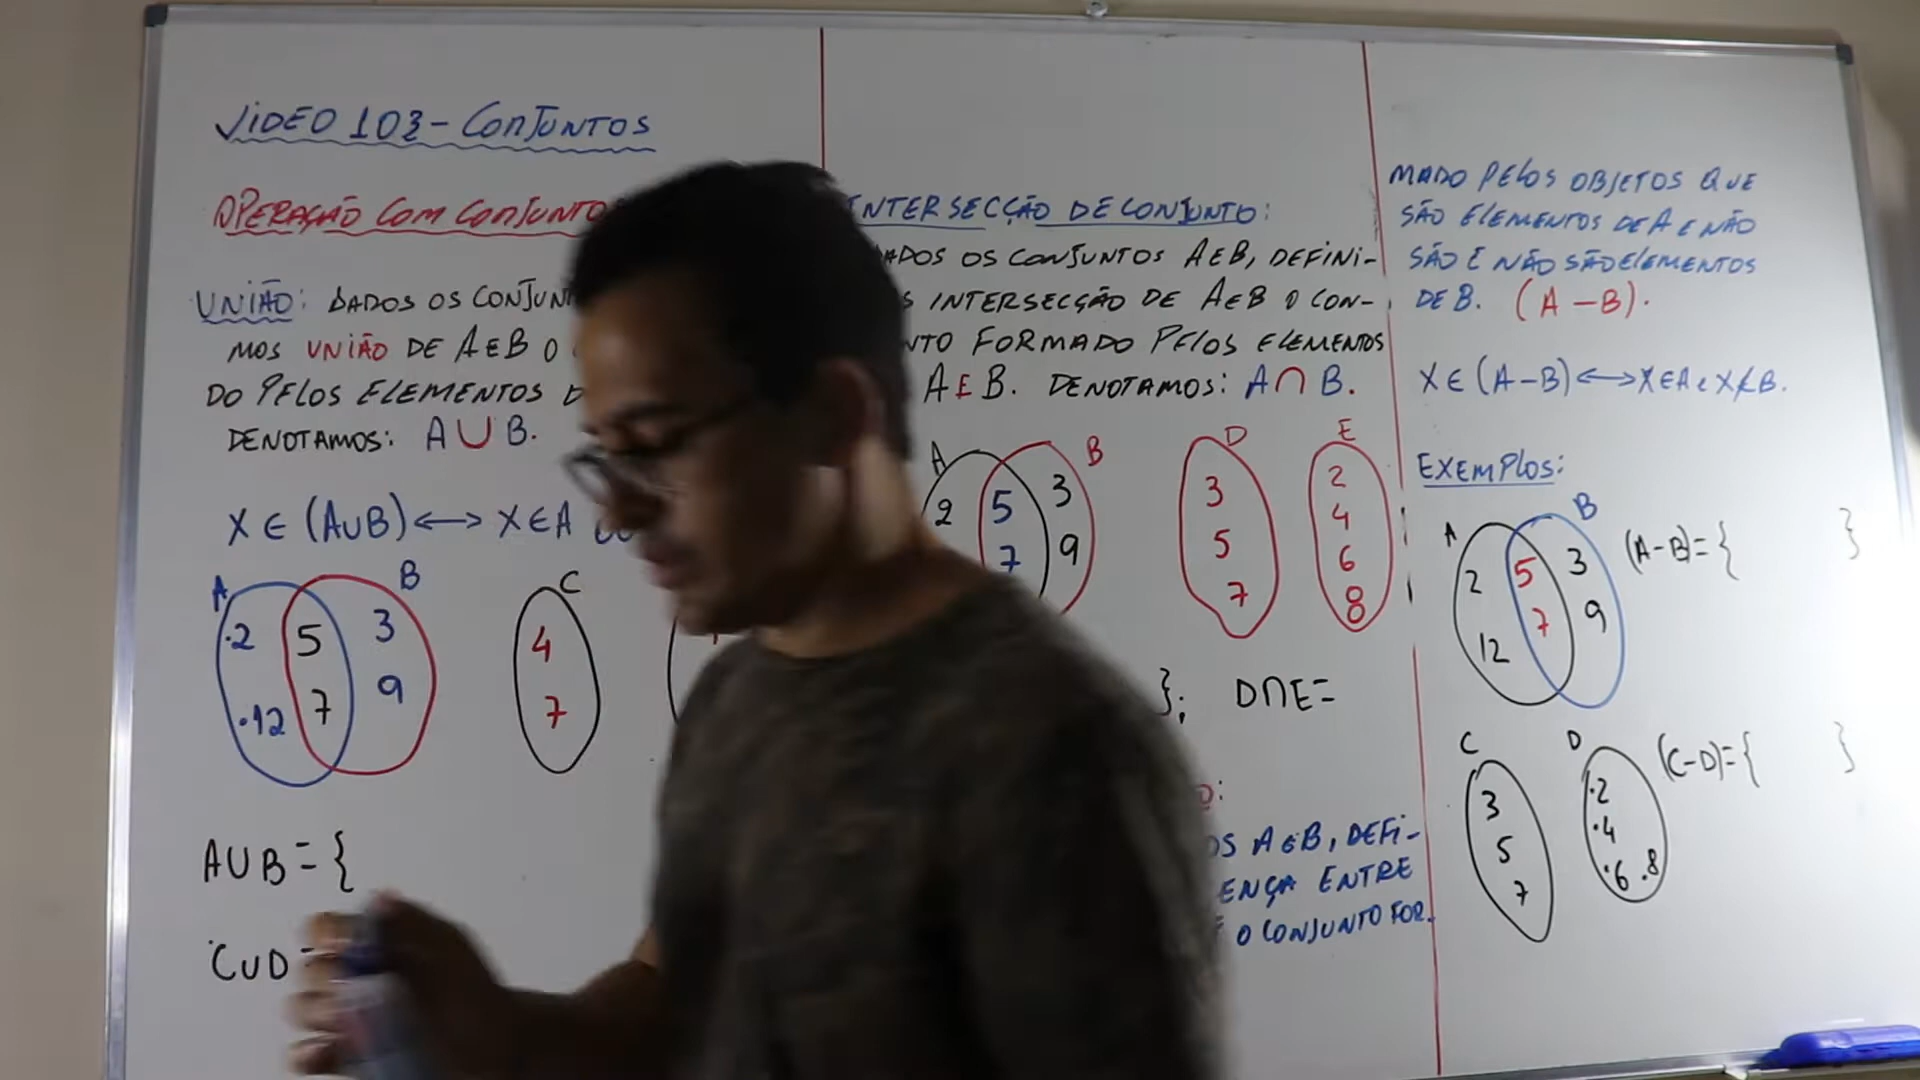 VIDEO 103 - CONJUNTOS
OPERAÇÃO COM CONJUNTO
UNIÃO: DADOS OS
MOS UNIÃO DE A E B O
DO PELOS ELEMENTOS
DENOTAMOS: A ∪ B.
X ∈ (A∪B) ⟷ X ∈ A
A
B
·2
5
3
7
9
·12
C
4
7
A∪B = {
C∪D =
INTERSECÇÃO DE CONJUNTO:
OS CONJUNTOS A E B, DEFINI-
INTERSECÇÃO DE A E B O CON-
FORMADO PELOS ELEMENTOS
A E B. DENOTAMOS: A ∩ B.
A
B
2
5
3
7
9
D
3
5
7
E
2
4
6
8
}; D∩E =
A E B, DEFI-
ENTRE
O CONJUNTO FOR.
MADO PELOS OBJETOS QUE
SÃO ELEMENTOS DE A E NÃO
SÃO E NÃO SÃO ELEMENTOS
DE B. (A - B).
X ∈ (A-B) ⟷ X ∈ A e X ∉ B.
EXEMPLOS:
A
B
2
5
3
7
9
12
(A-B) = { }
C
3
5
7
D
·2
·4
·6 .8
(C-D) = { }